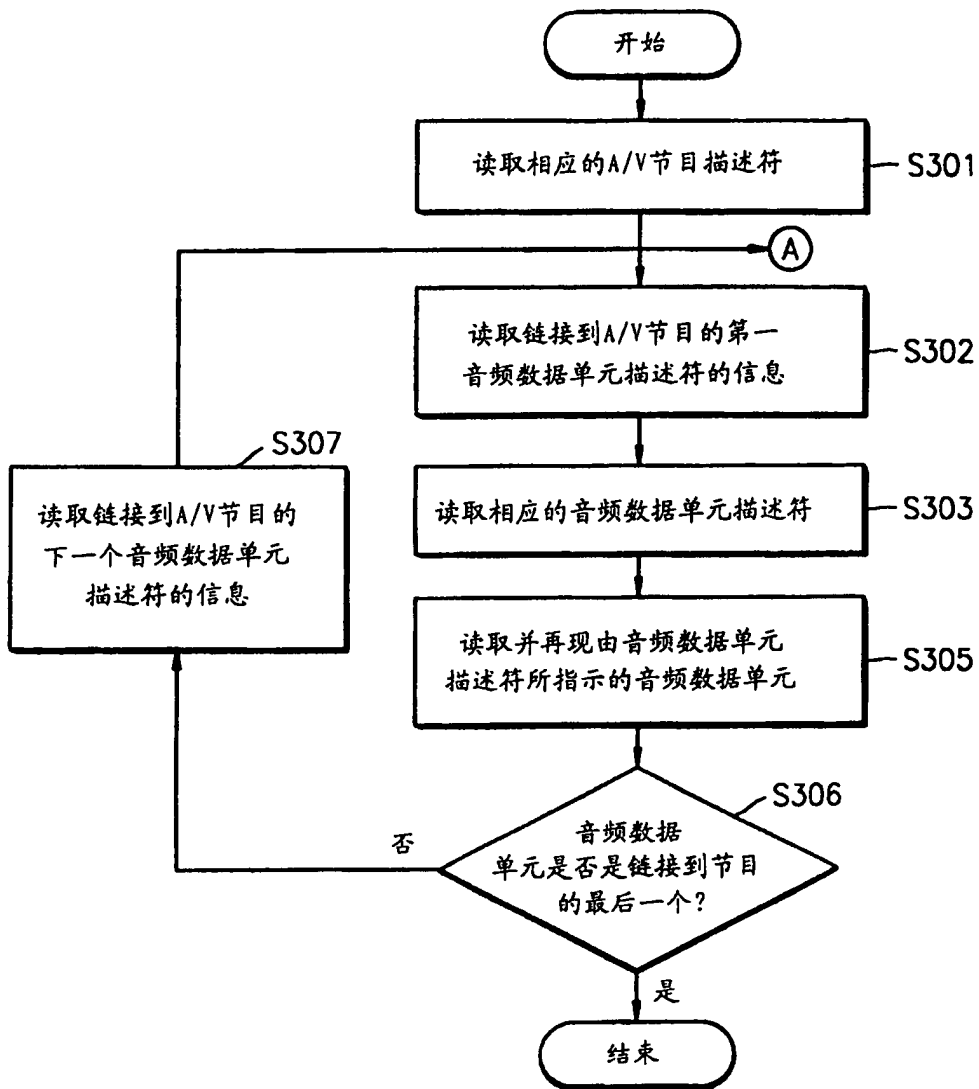 开始
读取相应的A/V节目描述符
S301
A
读取链接到A/V节目的第一
音频数据单元描述符的信息
S302
S307
读取链接到A/V节目的
下一个音频数据单元
描述符的信息
读取相应的音频数据单元描述符
S303
读取并再现由音频数据单元
描述符所指示的音频数据单元
S305
S306
音频数据
单元是否是链接到节目
的最后一个?
否
是
结束